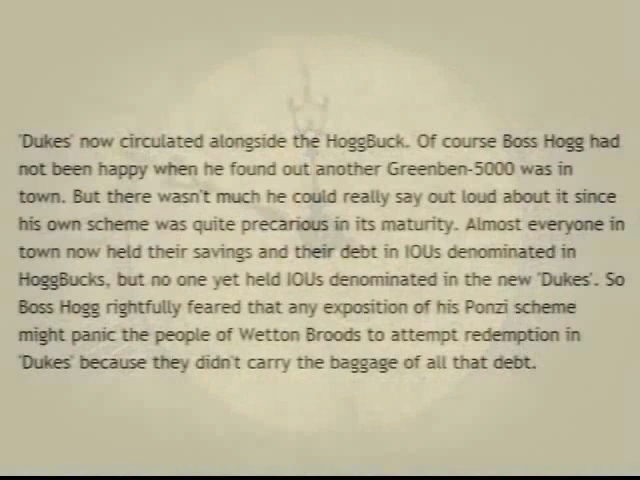 'Dukes' now circulated alongside the HoggBuck. Of course Boss Hogg had
not been happy when he found out another Greenben-5000 was in
town. But there wasn't much he could really say out loud about it since
his own scheme was quite precarious in its maturity. Almost everyone in
town now held their savings and their debt in IOUs denominated in
HoggBucks, but no one yet held IOUs denominated in the new 'Dukes'. So
Boss Hogg rightfully feared that any exposition of his Ponzi scheme
might panic the people of Wetton Broods to attempt redemption in
'Dukes' because they didn't carry the baggage of all that debt.